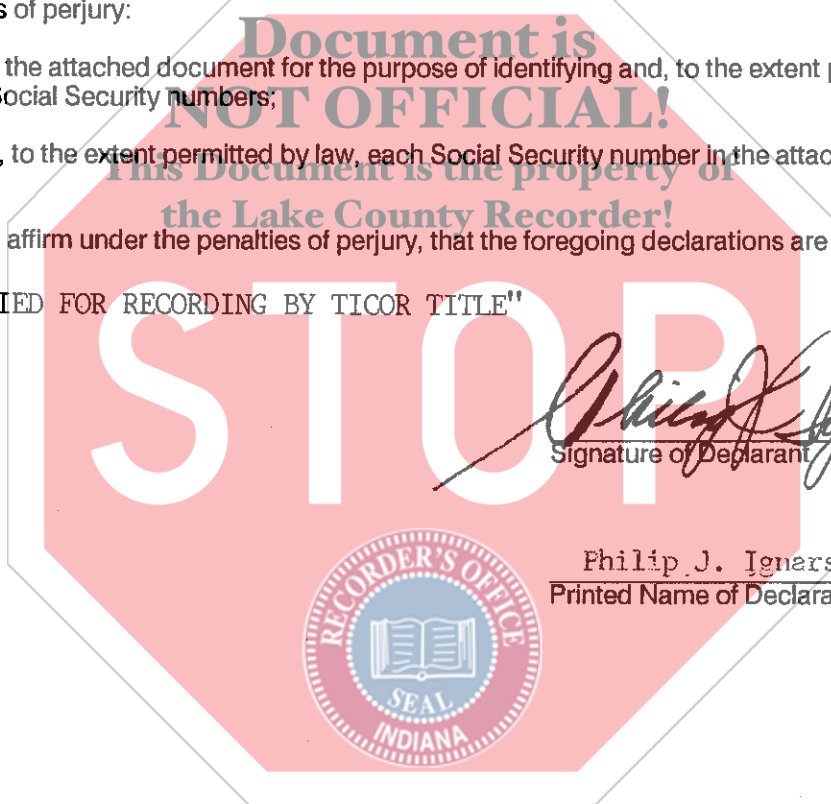 s of perjury:
Document is
the attached document for the purpose of identifying and, to the extent p
Social Security numbers;
NOT OFFICIAL!
, to the extent permitted by law, each Social Security number in the attac
This Document is the property of
the Lake County Recorder!
affirm under the penalties of perjury, that the foregoing declarations are
IED FOR RECORDING BY TICOR TITLE"
STOP
Signature of Declarant
Philip J. Ignars
Printed Name of Declara
RECORDER'S OFFICE
SEAL
INDIANA